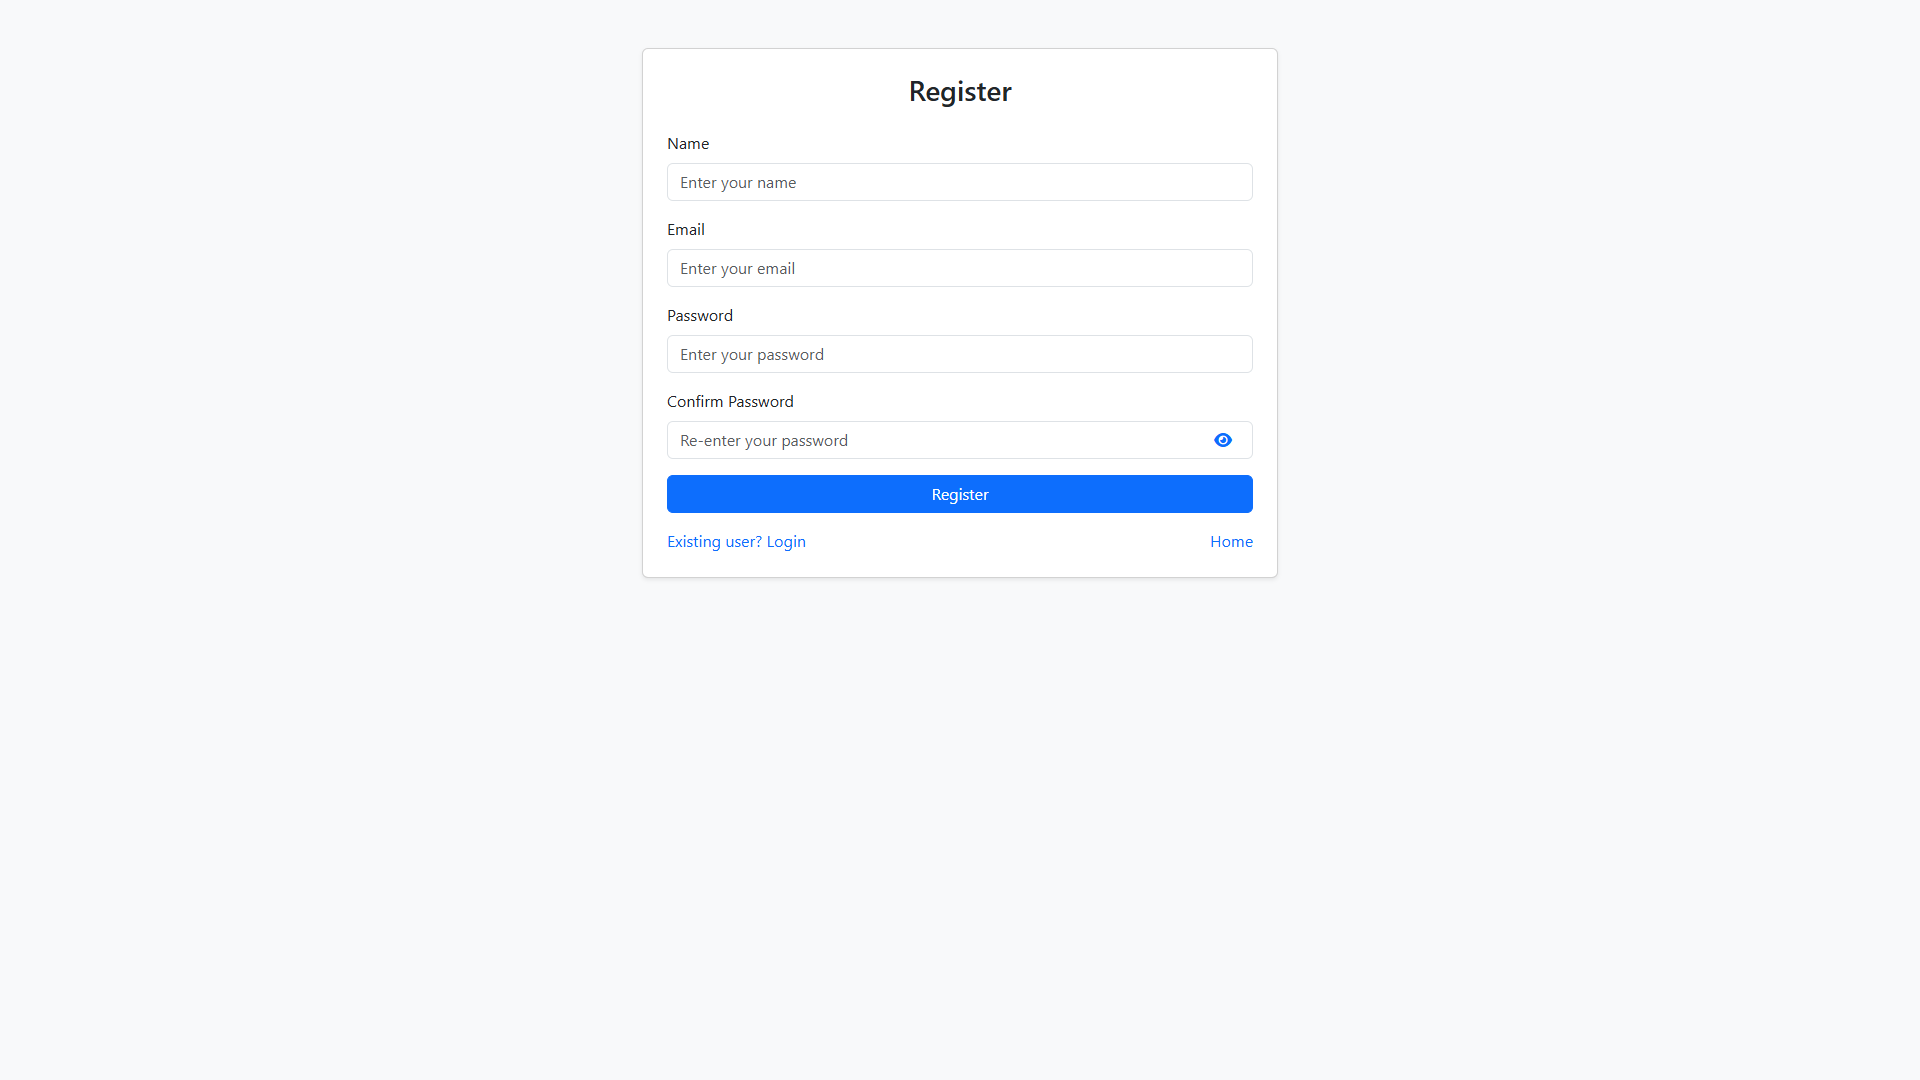 Register
Name
Enter your name
Email
Enter your email
Password
Enter your password
Confirm Password
Re-enter your password
Register
Existing user? Login
Home